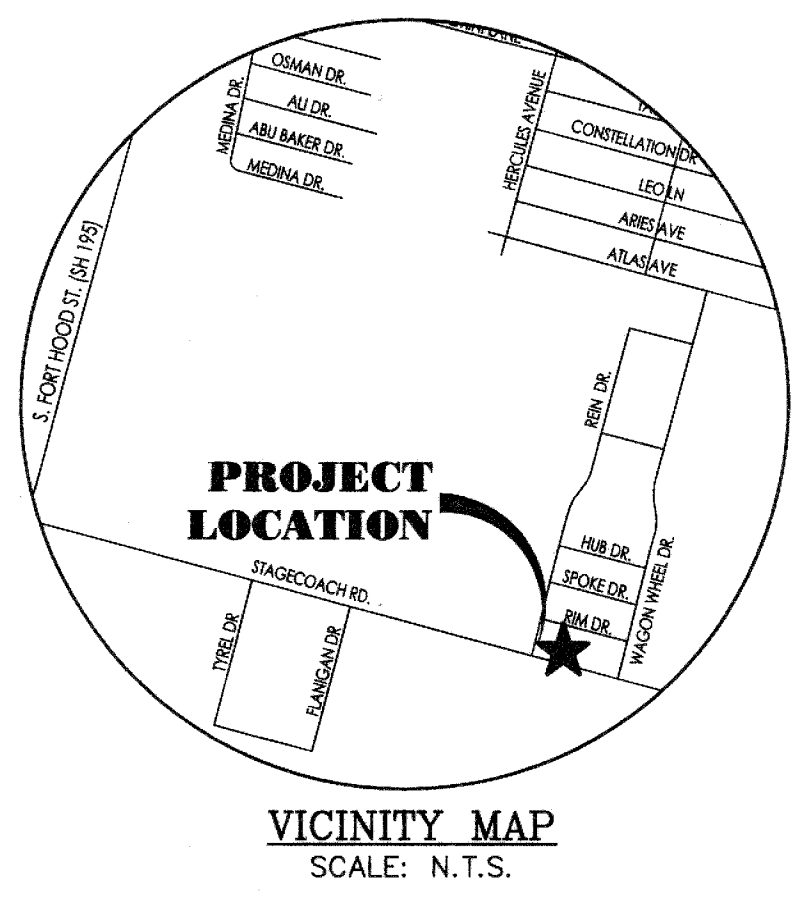 OSMAN DR.
ALI DR.
ABU BAKER DR.
MEDINA DR.
MEDINA DR.
HERCULES AVENUE
CONSTELLATION DR
LEO LN
ARIES AVE
ATLAS AVE
S. FORT HOOD ST. (SH 195)
REIN DR.
PROJECT
LOCATION
HUB DR.
SPOKE DR.
RIM DR.
WAGON WHEEL DR.
STAGECOACH RD.
TYREL DR
FLANIGAN DR
VICINITY MAP
SCALE: N.T.S.